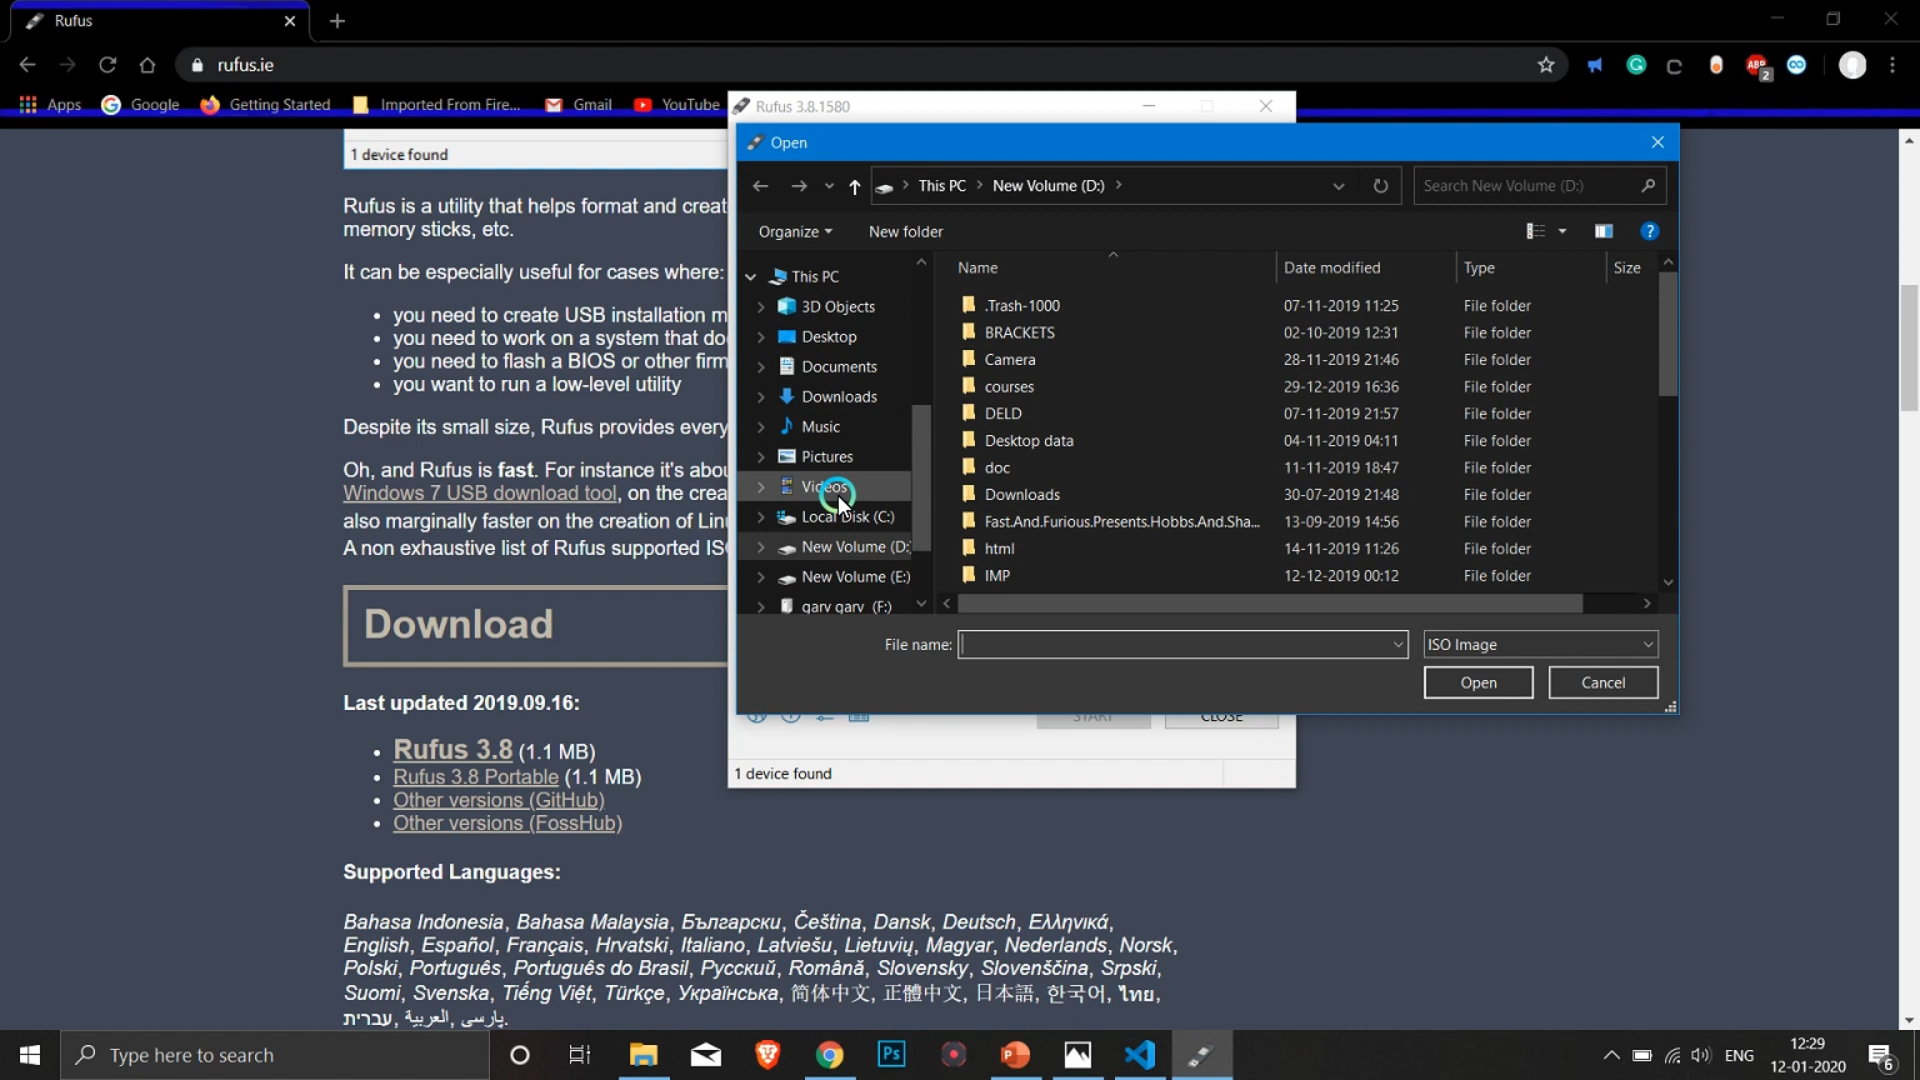 Rufus
rufus.ie
ABP
2
Apps
Google
Getting Started
Imported From Fire...
Gmail
YouTube
Rufus 3.8.1580
1 device found
Rufus is a utility that helps format and creat
memory sticks, etc.
It can be especially useful for cases where:
you need to create USB installation m
you need to work on a system that do
you need to flash a BIOS or other firm
you want to run a low-level utility
Despite its small size, Rufus provides every
Oh, and Rufus is fast. For instance it's abou
Windows 7 USB download tool, on the crea
also marginally faster on the creation of Lin
A non exhaustive list of Rufus supported IS
Download
Last updated 2019.09.16:
Rufus 3.8 (1.1 MB)
Rufus 3.8 Portable (1.1 MB)
Other versions (GitHub)
Other versions (FossHub)
Supported Languages:
Bahasa Indonesia, Bahasa Malaysia, Български, Čeština, Dansk, Deutsch, Ελληνικά,
English, Español, Français, Hrvatski, Italiano, Latviešu, Lietuvių, Magyar, Nederlands, Norsk,
Polski, Português, Português do Brasil, Русский, Română, Slovensky, Slovenščina, Srpski,
Suomi, Svenska, Tiếng Việt, Türkçe, Українська, 简体中文, 正體中文, 日本語, 한국어, ไทย,
עברית, العربية, پارسی.
Open
This PC > New Volume (D:) >
Search New Volume (D:)
Organize
New folder
?
This PC
3D Objects
Desktop
Documents
Downloads
Music
Pictures
Videos
Local Disk (C:)
New Volume (D:
New Volume (E:)
garv garv (F:)
Name Date modified Type Size
.Trash-1000 07-11-2019 11:25 File folder
BRACKETS 02-10-2019 12:31 File folder
Camera 28-11-2019 21:46 File folder
courses 29-12-2019 16:36 File folder
DELD 07-11-2019 21:57 File folder
Desktop data 04-11-2019 04:11 File folder
doc 11-11-2019 18:47 File folder
Downloads 30-07-2019 21:48 File folder
Fast.And.Furious.Presents.Hobbs.And.Sha... 13-09-2019 14:56 File folder
html 14-11-2019 11:26 File folder
IMP 12-12-2019 00:12 File folder
File name:
ISO Image
Open
Cancel
START
CLOSE
1 device found
Type here to search
Ps
ENG
12:29
12-01-2020
6